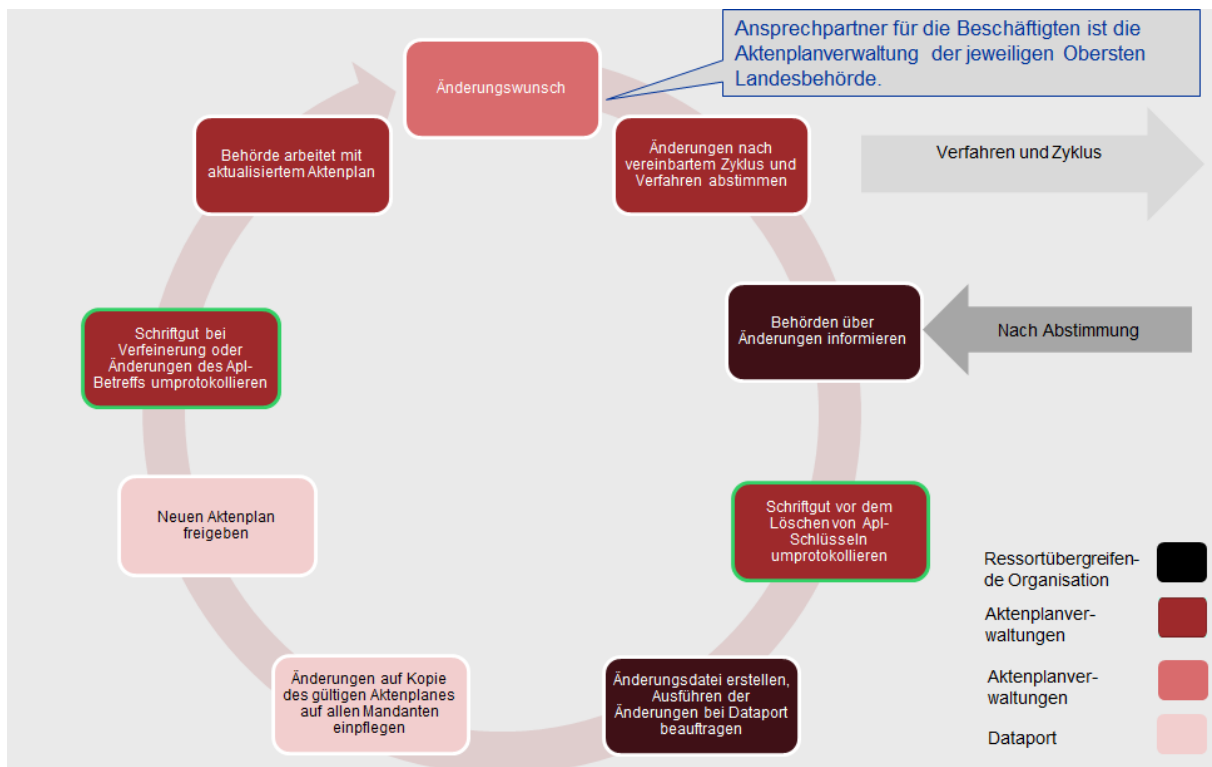 Ansprechpartner für die Beschäftigten ist die
Aktenplanverwaltung der jeweiligen Obersten
Landesbehörde.
Änderungswunsch
Änderungen nach
vereinbartem Zyklus und
Verfahren abstimmen
Verfahren und Zyklus
Behörden über
Änderungen informieren
Nach Abstimmung
Schriftgut vor dem
Löschen von Apl-
Schlüsseln
umprotokollieren
Änderungsdatei erstellen,
Ausführen der
Änderungen bei Dataport
beauftragen
Änderungen auf Kopie
des gültigen Aktenplanes
auf allen Mandanten
einpflegen
Neuen Aktenplan
freigeben
Schriftgut bei
Verfeinerung oder
Änderungen des Apl-
Betreffs umprotokollieren
Behörde arbeitet mit
aktualisiertem Aktenplan
Ressortübergreifen-
de Organisation
Aktenplanver-
waltungen
Aktenplanver-
waltungen
Dataport